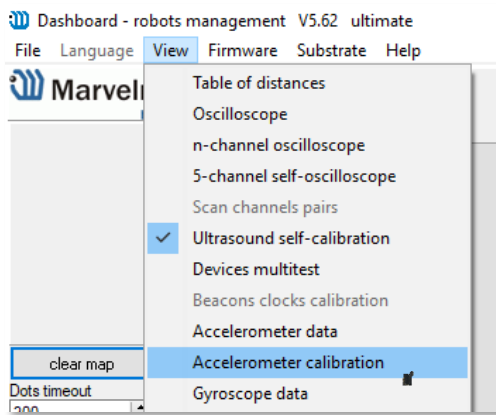 Dashboard - robots management V5.62 ultimate
File Language View Firmware Substrate Help
Marvel
Table of distances
Oscilloscope
n-channel oscilloscope
5-channel self-oscilloscope
Scan channels pairs
Ultrasound self-calibration
Devices multitest
Beacons clocks calibration
Accelerometer data
Accelerometer calibration
Gyroscope data
clear map
Dots timeout
200